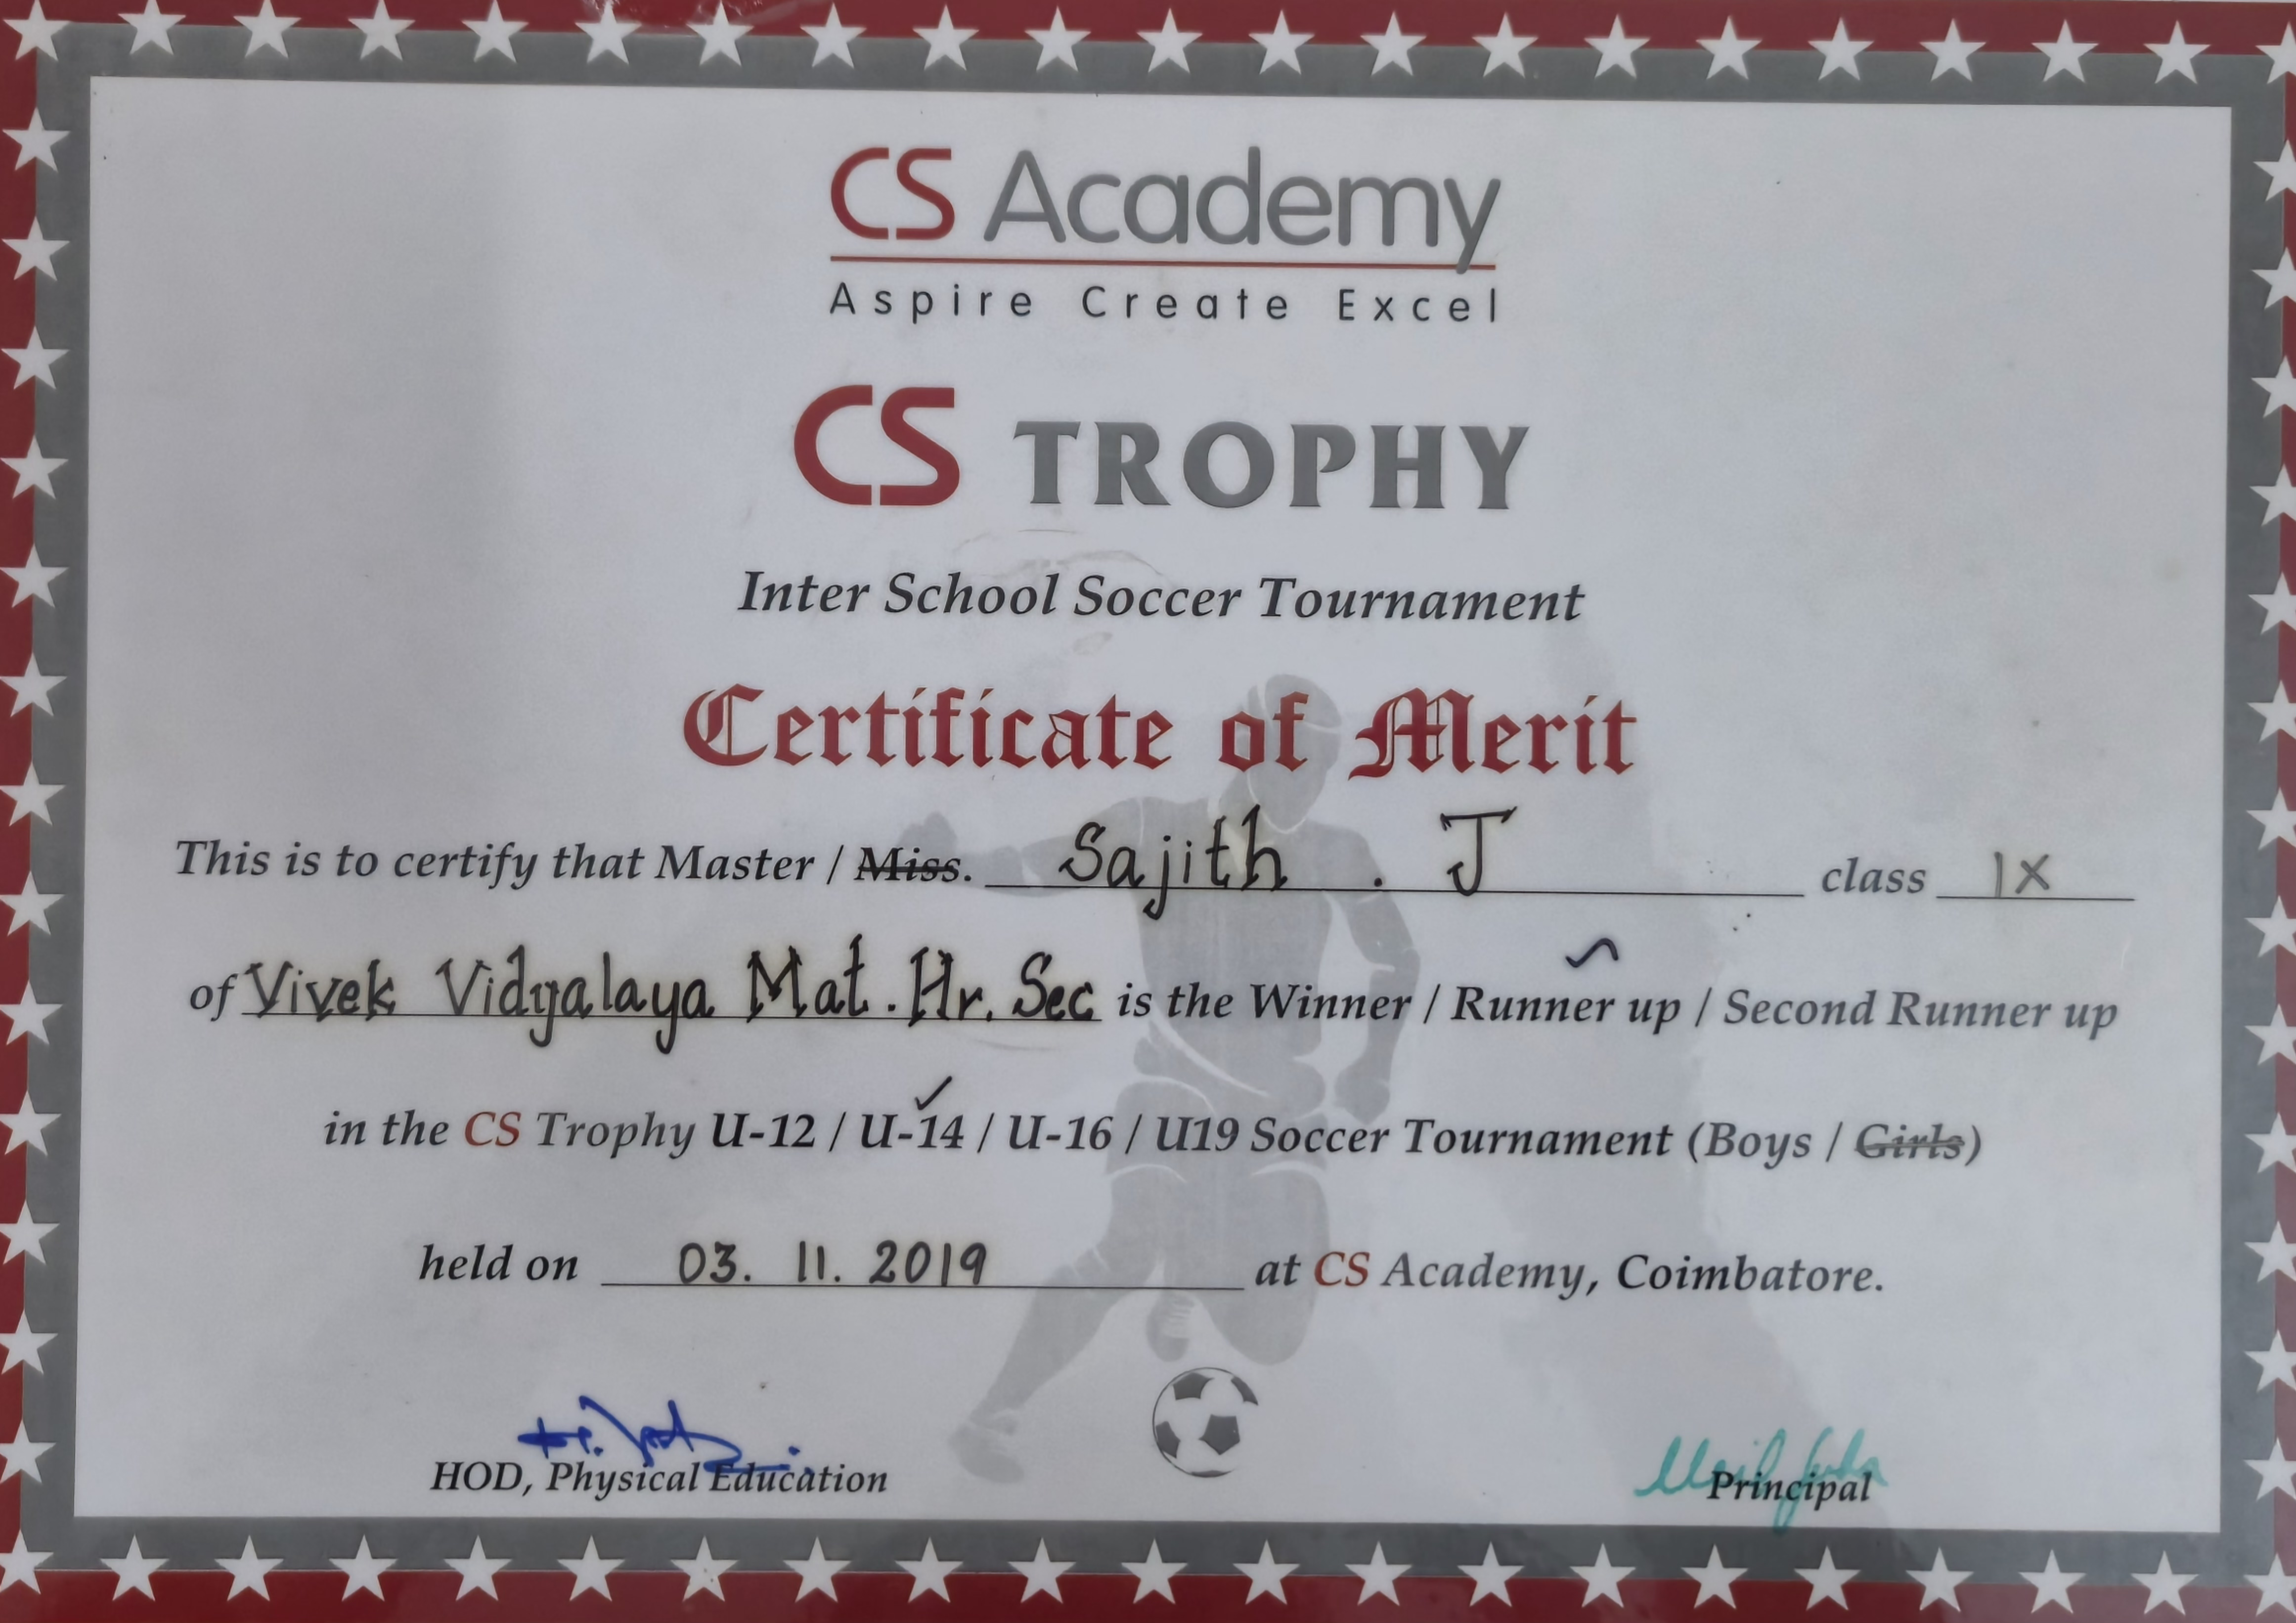 CS Academy
Aspire Create Excel
CS TROPHY
Inter School Soccer Tournament
Certificate of Merit
This is to certify that Master / Miss. Sajith . J class IX
of Vivek Vidyalaya Mat. Hr. Sec is the Winner / Runner up / Second Runner up
in the CS Trophy U-12 / U-14 / U-16 / U19 Soccer Tournament (Boys / Girls)
held on 03. 11. 2019 at CS Academy, Coimbatore.
HOD, Physical Education
Principal